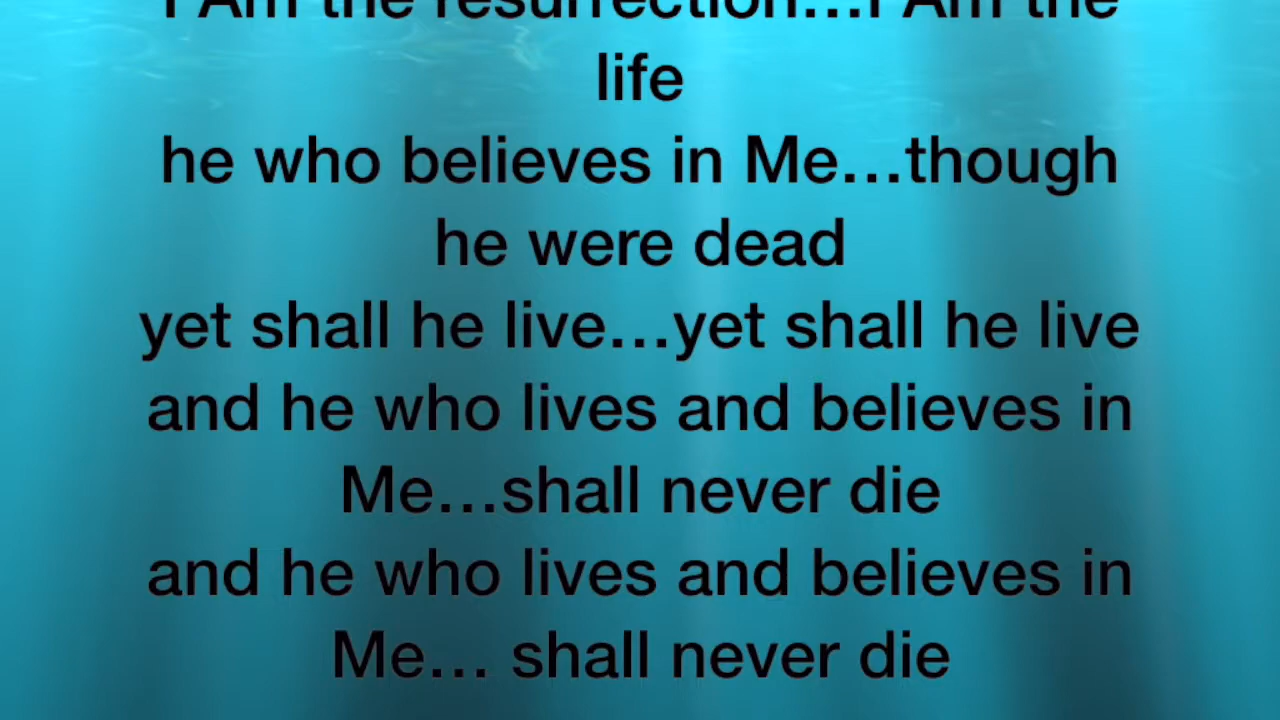 I Am the resurrection...I Am the
life
he who believes in Me...though
he were dead
yet shall he live...yet shall he live
and he who lives and believes in
Me...shall never die
and he who lives and believes in
Me... shall never die